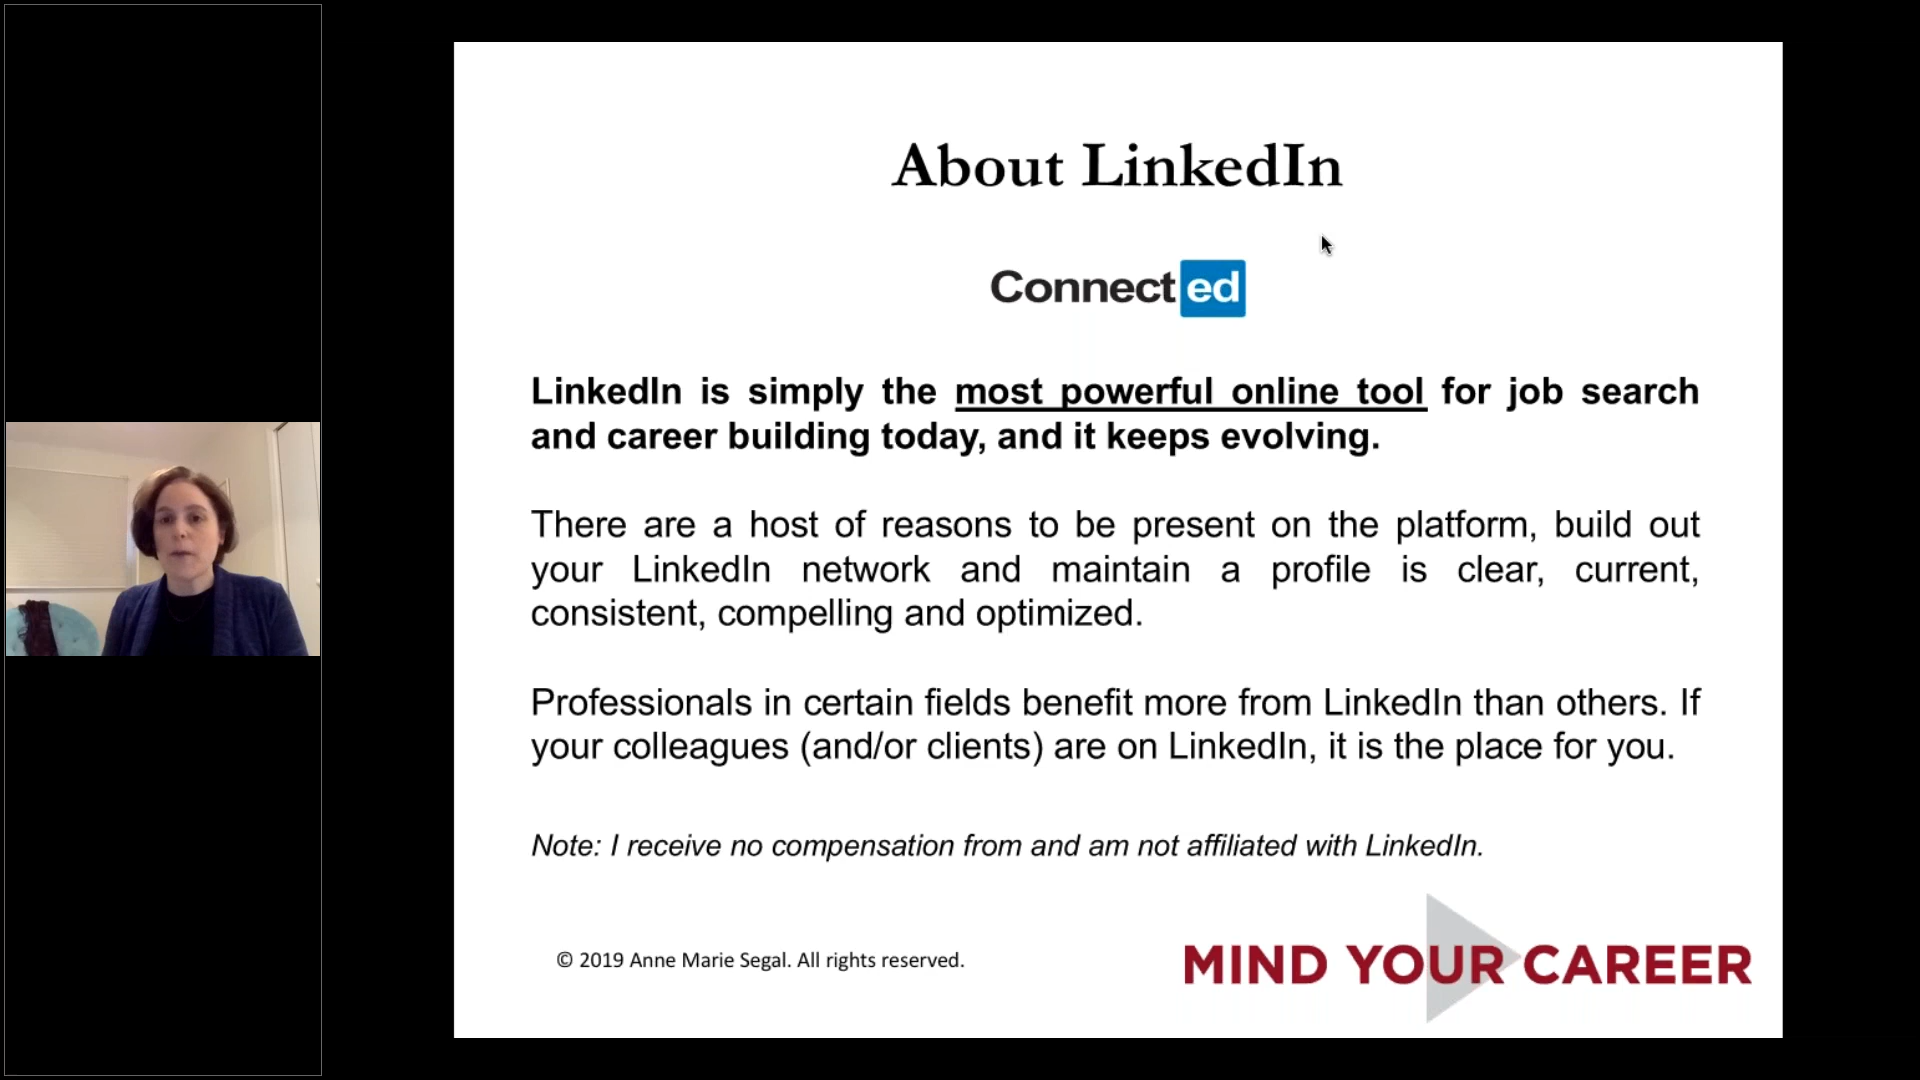 About LinkedIn
Connected
LinkedIn is simply the most powerful online tool for job search
and career building today, and it keeps evolving.
There are a host of reasons to be present on the platform, build out
your LinkedIn network and maintain a profile is clear, current,
consistent, compelling and optimized.
Professionals in certain fields benefit more from LinkedIn than others. If
your colleagues (and/or clients) are on LinkedIn, it is the place for you.
Note: I receive no compensation from and am not affiliated with LinkedIn.
© 2019 Anne Marie Segal. All rights reserved.
MIND YOUR CAREER